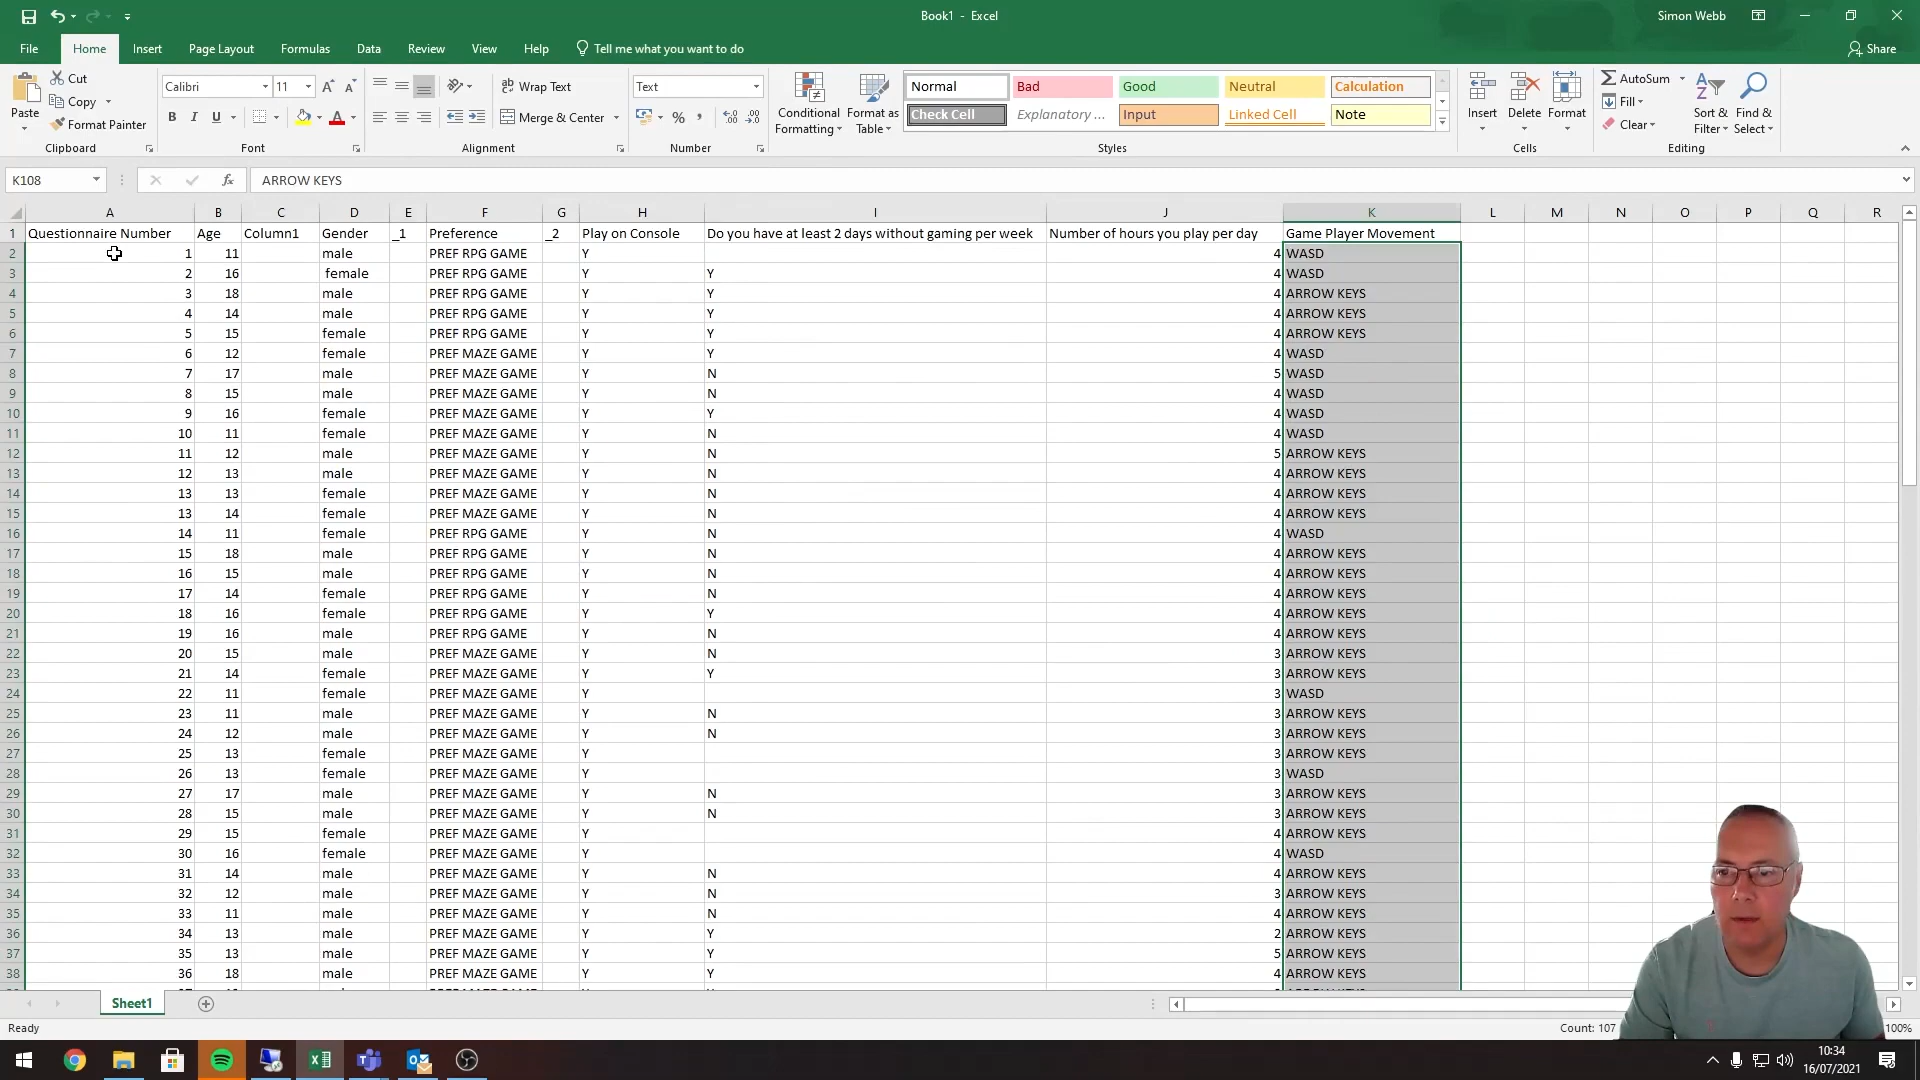 Book1 - Excel
Simon Webb
File Home Insert Page Layout Formulas Data Review View Help Tell me what you want to do Share
Paste Cut Copy Format Painter Clipboard
Calibri 11 B I U Font
Wrap Text Merge & Center Alignment
Text % Number
Conditional Formatting Format as Table
Normal Bad Good Neutral Calculation
Check Cell Explanatory ... Input Linked Cell Note
Styles
Insert Delete Format Cells
AutoSum Fill Clear Sort & Filter Find & Select Editing
K108 fx ARROW KEYS
A B C D E F G H I J K L M N O P Q R
1 Questionnaire Number Age Column1 Gender _1 Preference _2 Play on Console Do you have at least 2 days without gaming per week Number of hours you play per day Game Player Movement
2 1 11 male PREF RPG GAME Y 4 WASD
3 2 16 female PREF RPG GAME Y Y 4 WASD
4 3 18 male PREF RPG GAME Y Y 4 ARROW KEYS
5 4 14 male PREF RPG GAME Y Y 4 ARROW KEYS
6 5 15 female PREF RPG GAME Y Y 4 ARROW KEYS
7 6 12 female PREF MAZE GAME Y Y 4 WASD
8 7 17 male PREF MAZE GAME Y N 5 WASD
9 8 15 male PREF MAZE GAME Y N 4 WASD
10 9 16 female PREF MAZE GAME Y Y 4 WASD
11 10 11 female PREF MAZE GAME Y N 4 WASD
12 11 12 male PREF MAZE GAME Y N 5 ARROW KEYS
13 12 13 male PREF MAZE GAME Y N 4 ARROW KEYS
14 13 13 female PREF MAZE GAME Y N 4 ARROW KEYS
15 13 14 female PREF MAZE GAME Y N 4 ARROW KEYS
16 14 11 female PREF RPG GAME Y N 4 WASD
17 15 18 male PREF RPG GAME Y N 4 ARROW KEYS
18 16 15 male PREF RPG GAME Y N 4 ARROW KEYS
19 17 14 female PREF RPG GAME Y N 4 ARROW KEYS
20 18 16 female PREF RPG GAME Y Y 4 ARROW KEYS
21 19 16 male PREF RPG GAME Y N 4 ARROW KEYS
22 20 15 male PREF MAZE GAME Y N 3 ARROW KEYS
23 21 14 female PREF MAZE GAME Y Y 3 ARROW KEYS
24 22 11 female PREF MAZE GAME Y 3 WASD
25 23 11 male PREF MAZE GAME Y N 3 ARROW KEYS
26 24 12 male PREF MAZE GAME Y N 3 ARROW KEYS
27 25 13 female PREF MAZE GAME Y 3 ARROW KEYS
28 26 13 female PREF MAZE GAME Y 3 WASD
29 27 17 male PREF MAZE GAME Y N 3 ARROW KEYS
30 28 15 male PREF MAZE GAME Y N 3 ARROW KEYS
31 29 15 female PREF MAZE GAME Y 4 ARROW KEYS
32 30 16 female PREF MAZE GAME Y 4 WASD
33 31 14 male PREF MAZE GAME Y N 4 ARROW KEYS
34 32 12 male PREF MAZE GAME Y N 3 ARROW KEYS
35 33 11 male PREF MAZE GAME Y N 4 ARROW KEYS
36 34 13 male PREF MAZE GAME Y Y 2 ARROW KEYS
37 35 13 male PREF MAZE GAME Y Y 5 ARROW KEYS
38 36 18 male PREF MAZE GAME Y Y 4 ARROW KEYS
Sheet1
Ready Count: 107 100%
10:34
16/07/2021